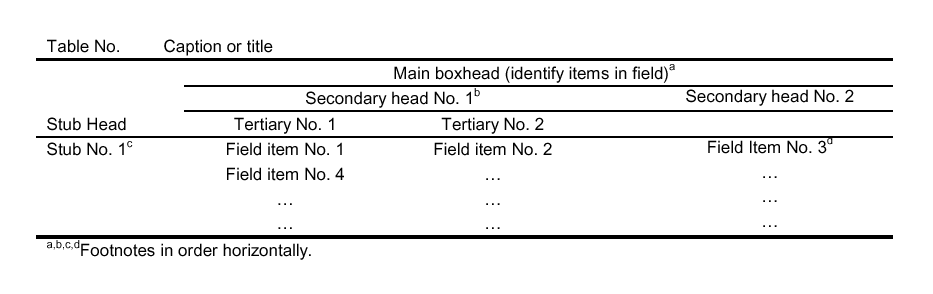 Table No. Caption or title
Main boxhead (identify items in field)a
Secondary head No. 1b Secondary head No. 2
Stub Head Tertiary No. 1 Tertiary No. 2
Stub No. 1c Field item No. 1 Field item No. 2 Field Item No. 3d
Field item No. 4 … …
… … …
… … …
a,b,c,dFootnotes in order horizontally.